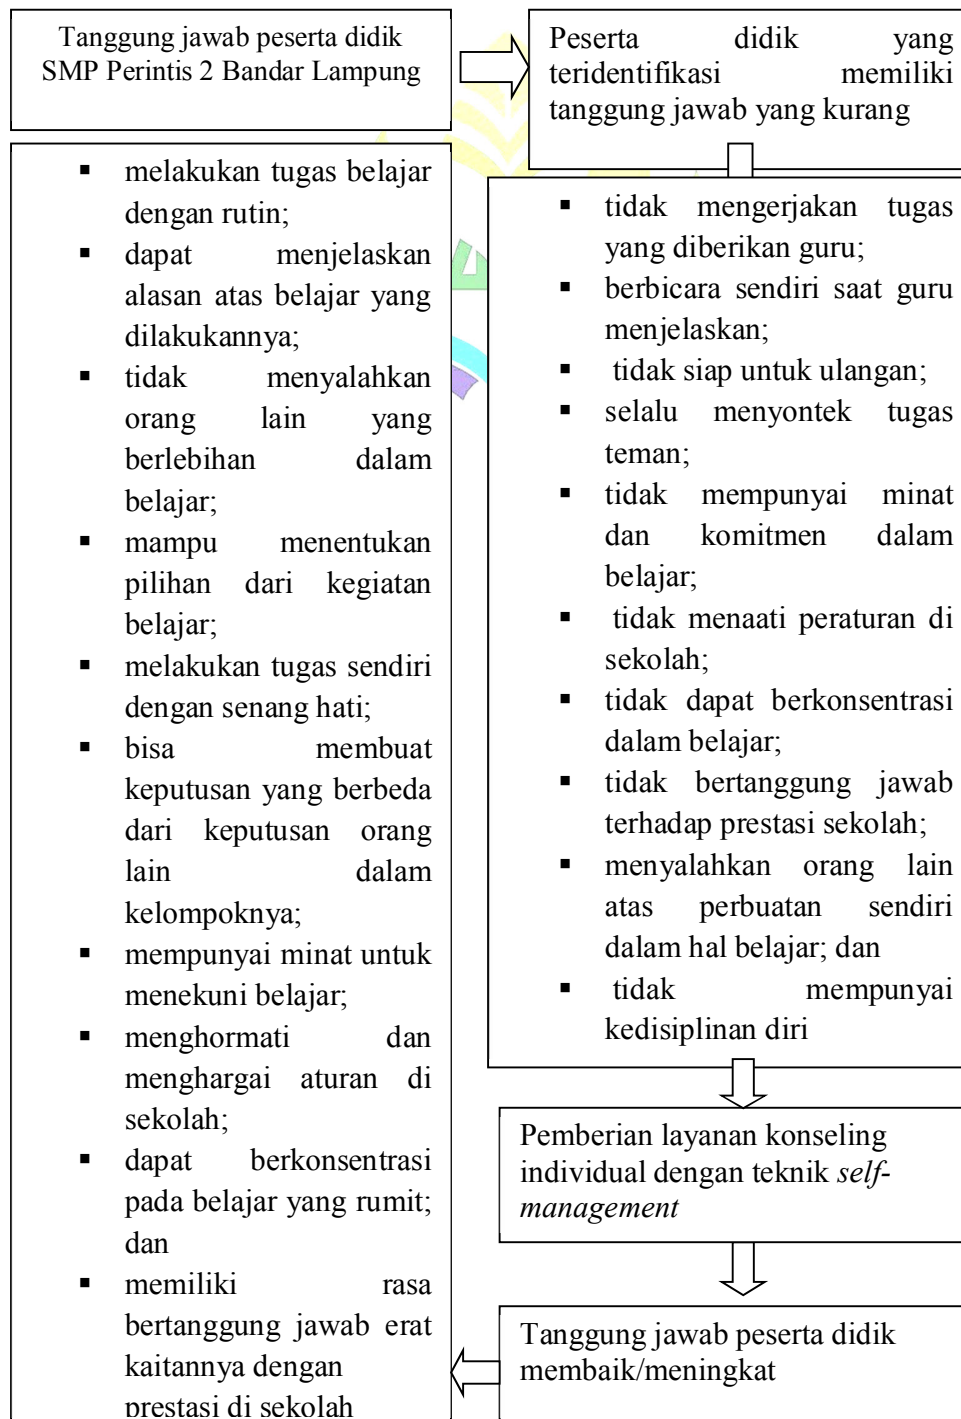 Tanggung jawab peserta didik
SMP Perintis 2 Bandar Lampung
Peserta didik yang
teridentifikasi memiliki
tanggung jawab yang kurang
▪ melakukan tugas belajar
dengan rutin;
▪ dapat menjelaskan
alasan atas belajar yang
dilakukannya;
▪ tidak menyalahkan
orang lain yang
berlebihan dalam
belajar;
▪ mampu menentukan
pilihan dari kegiatan
belajar;
▪ melakukan tugas sendiri
dengan senang hati;
▪ bisa membuat
keputusan yang berbeda
dari keputusan orang
lain dalam
kelompoknya;
▪ mempunyai minat untuk
menekuni belajar;
▪ menghormati dan
menghargai aturan di
sekolah;
▪ dapat berkonsentrasi
pada belajar yang rumit;
dan
▪ memiliki rasa
bertanggung jawab erat
kaitannya dengan
prestasi di sekolah
▪ tidak mengerjakan tugas
yang diberikan guru;
▪ berbicara sendiri saat guru
menjelaskan;
▪ tidak siap untuk ulangan;
▪ selalu menyontek tugas
teman;
▪ tidak mempunyai minat
dan komitmen dalam
belajar;
▪ tidak menaati peraturan di
sekolah;
▪ tidak dapat berkonsentrasi
dalam belajar;
▪ tidak bertanggung jawab
terhadap prestasi sekolah;
▪ menyalahkan orang lain
atas perbuatan sendiri
dalam hal belajar; dan
▪ tidak mempunyai
kedisiplinan diri
Pemberian layanan konseling
individual dengan teknik self-
management
Tanggung jawab peserta didik
membaik/meningkat